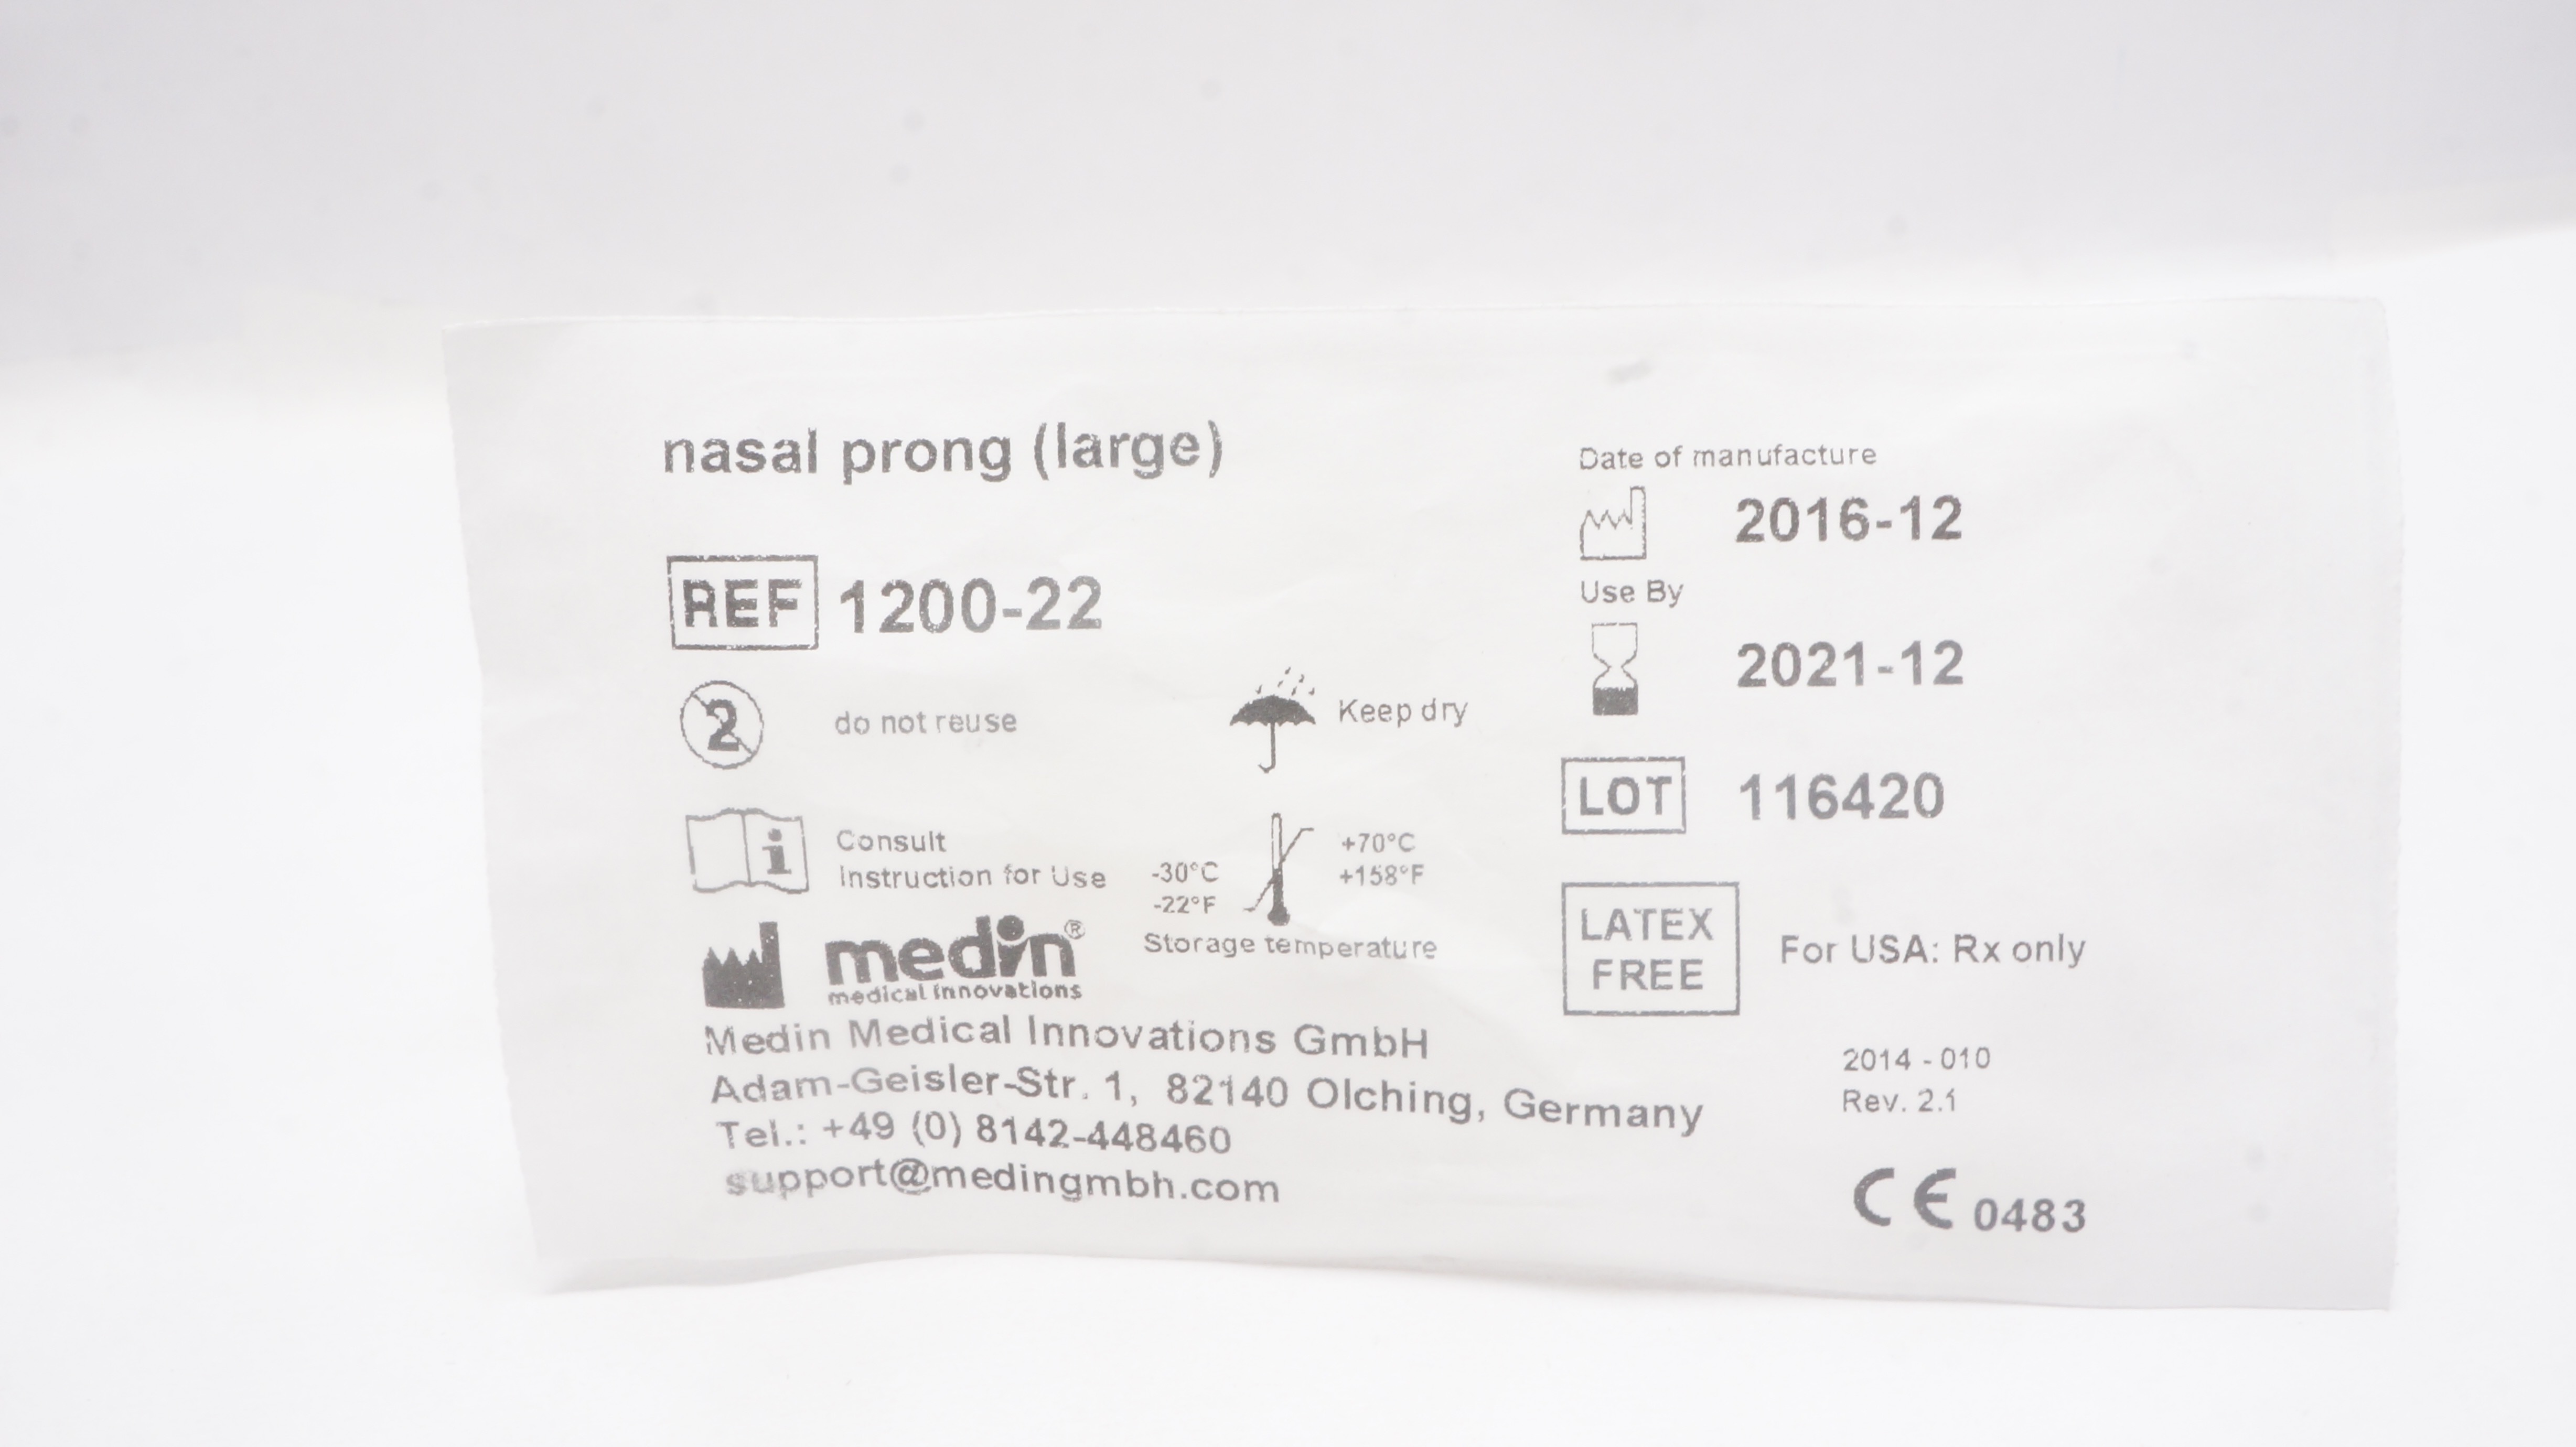 nasal prong (large)
REF 1200-22
2 do not reuse
Keep dry
i Consult
Instruction for Use
-30°C
-22°F
+70°C
+158°F
Storage temperature
medin®
medical innovations
Medin Medical Innovations GmbH
Adam-Geisler-Str. 1, 82140 Olching, Germany
Tel.: +49 (0) 8142-448460
support@medingmbh.com
Date of manufacture
2016-12
Use By
2021-12
LOT 116420
LATEX
FREE
For USA: Rx only
2014 - 010
Rev. 2.1
CE 0483